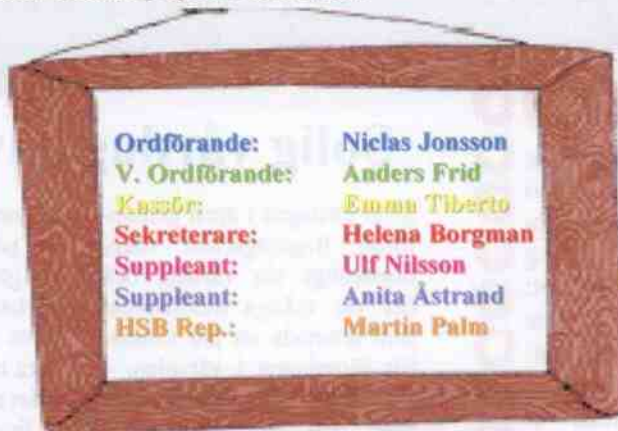 Ordförande: Niclas Jonsson
V. Ordförande: Anders Frid
Kassör: Emma Tiberto
Sekreterare: Helena Borgman
Suppleant: Ulf Nilsson
Suppleant: Anita Åstrand
HSB Rep.: Martin Palm